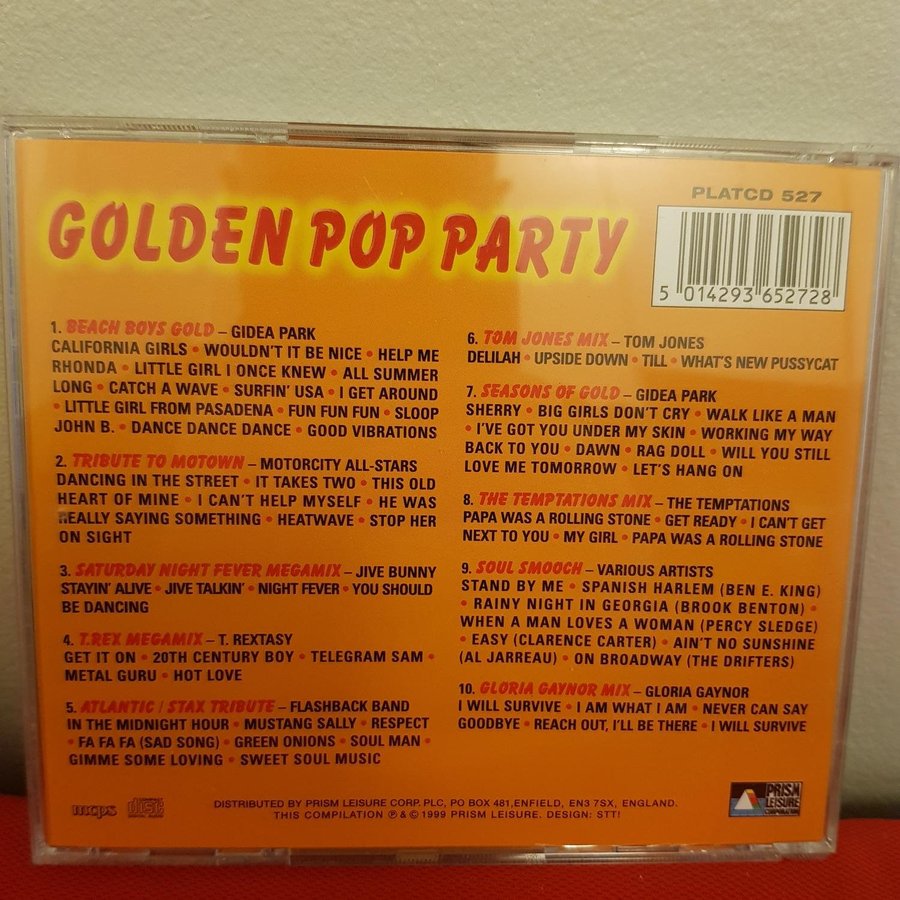 GOLDEN POP PARTY
PLATCD 527
5 014293 652728
1. BEACH BOYS GOLD – GIDEA PARK
CALIFORNIA GIRLS • WOULDN'T IT BE NICE • HELP ME
RHONDA • LITTLE GIRL I ONCE KNEW • ALL SUMMER
LONG • CATCH A WAVE • SURFIN' USA • I GET AROUND
• LITTLE GIRL FROM PASADENA • FUN FUN FUN • SLOOP
JOHN B. • DANCE DANCE DANCE • GOOD VIBRATIONS
2. TRIBUTE TO MOTOWN – MOTORCITY ALL-STARS
DANCING IN THE STREET • IT TAKES TWO • THIS OLD
HEART OF MINE • I CAN'T HELP MYSELF • HE WAS
REALLY SAYING SOMETHING • HEATWAVE • STOP HER
ON SIGHT
3. SATURDAY NIGHT FEVER MEGAMIX – JIVE BUNNY
STAYIN' ALIVE • JIVE TALKIN' • NIGHT FEVER • YOU SHOULD
BE DANCING
4. T.REX MEGAMIX – T. REXTASY
GET IT ON • 20TH CENTURY BOY • TELEGRAM SAM •
METAL GURU • HOT LOVE
5. ATLANTIC / STAX TRIBUTE – FLASHBACK BAND
IN THE MIDNIGHT HOUR • MUSTANG SALLY • RESPECT
• FA FA FA (SAD SONG) • GREEN ONIONS • SOUL MAN •
GIMME SOME LOVING • SWEET SOUL MUSIC
6. TOM JONES MIX – TOM JONES
DELILAH • UPSIDE DOWN • TILL • WHAT'S NEW PUSSYCAT
7. SEASONS OF GOLD – GIDEA PARK
SHERRY • BIG GIRLS DON'T CRY • WALK LIKE A MAN
• I'VE GOT YOU UNDER MY SKIN • WORKING MY WAY
BACK TO YOU • DAWN • RAG DOLL • WILL YOU STILL
LOVE ME TOMORROW • LET'S HANG ON
8. THE TEMPTATIONS MIX – THE TEMPTATIONS
PAPA WAS A ROLLING STONE • GET READY • I CAN'T GET
NEXT TO YOU • MY GIRL • PAPA WAS A ROLLING STONE
9. SOUL SMOOCH – VARIOUS ARTISTS
STAND BY ME • SPANISH HARLEM (BEN E. KING)
• RAINY NIGHT IN GEORGIA (BROOK BENTON) •
WHEN A MAN LOVES A WOMAN (PERCY SLEDGE)
• EASY (CLARENCE CARTER) • AIN'T NO SUNSHINE
(AL JARREAU) • ON BROADWAY (THE DRIFTERS)
10. GLORIA GAYNOR MIX – GLORIA GAYNOR
I WILL SURVIVE • I AM WHAT I AM • NEVER CAN SAY
GOODBYE • REACH OUT, I'LL BE THERE • I WILL SURVIVE
mcps
COMPACT
disc
DIGITAL AUDIO
DISTRIBUTED BY PRISM LEISURE CORP. PLC, PO BOX 481, ENFIELD, EN3 7SX, ENGLAND.
THIS COMPILATION ℗ & © 1999 PRISM LEISURE. DESIGN: STT!
PRISM
LEISURE
CORPORATION